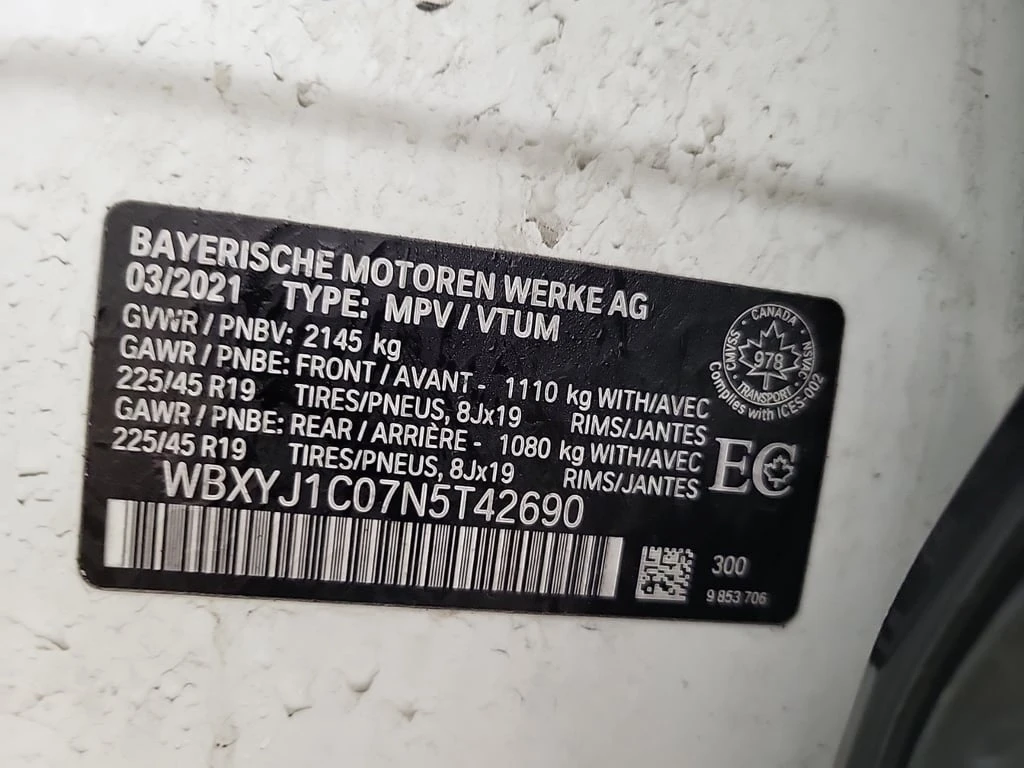 BAYERISCHE MOTOREN WERKE AG
03/2021 TYPE: MPV / VTUM
GVWR / PNBV: 2145 kg
GAWR / PNBE: FRONT / AVANT - 1110 kg WITH/AVEC
225/45 R19 TIRES/PNEUS, 8Jx19 RIMS/JANTES
GAWR / PNBE: REAR / ARRIÈRE - 1080 kg WITH/AVEC
225/45 R19 TIRES/PNEUS, 8Jx19 RIMS/JANTES
WBXYJ1C07N5T42690
CANADA
CMVSS
NSVAC
978
TRANSPORT
Complies with ICES-002
EC
300
9 853 706